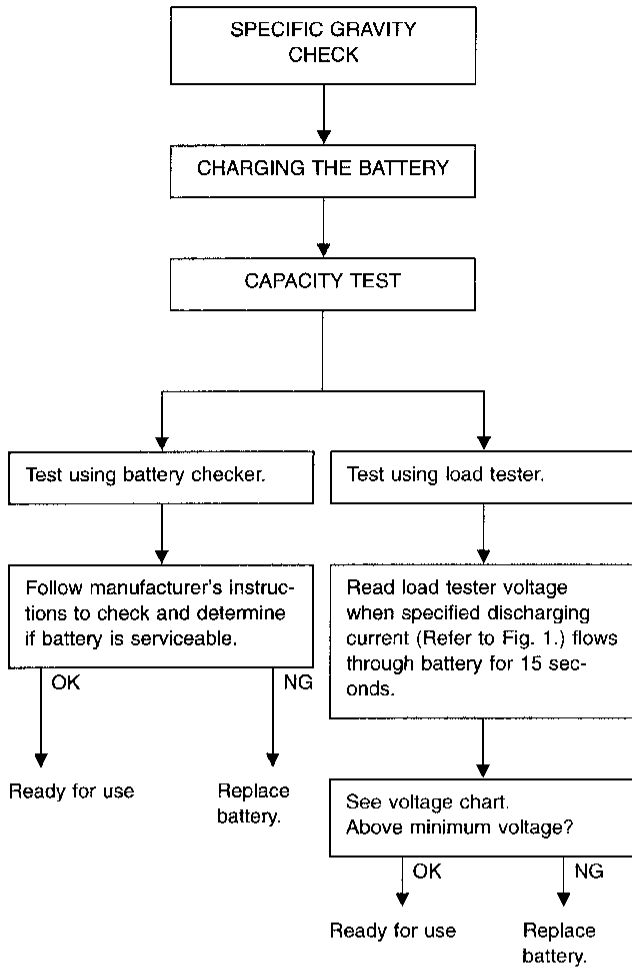 SPECIFIC GRAVITY
CHECK
CHARGING THE BATTERY
CAPACITY TEST
Test using battery checker.
Test using load tester.
Follow manufacturer's instruc-
tions to check and determine
if battery is serviceable.
Read load tester voltage
when specified discharging
current (Refer to Fig. 1.) flows
through battery for 15 sec-
onds.
OK
NG
Ready for use
Replace
battery.
See voltage chart.
Above minimum voltage?
OK
NG
Ready for use
Replace
battery.